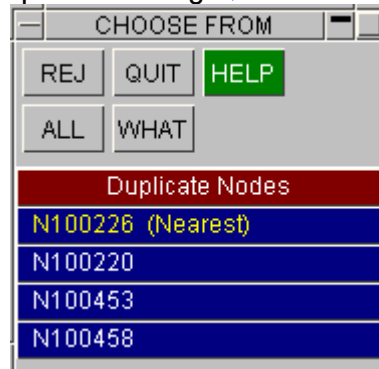 CHOOSE FROM
REJ QUIT HELP
ALL WHAT
Duplicate Nodes
N100226 (Nearest)
N100220
N100453
N100458